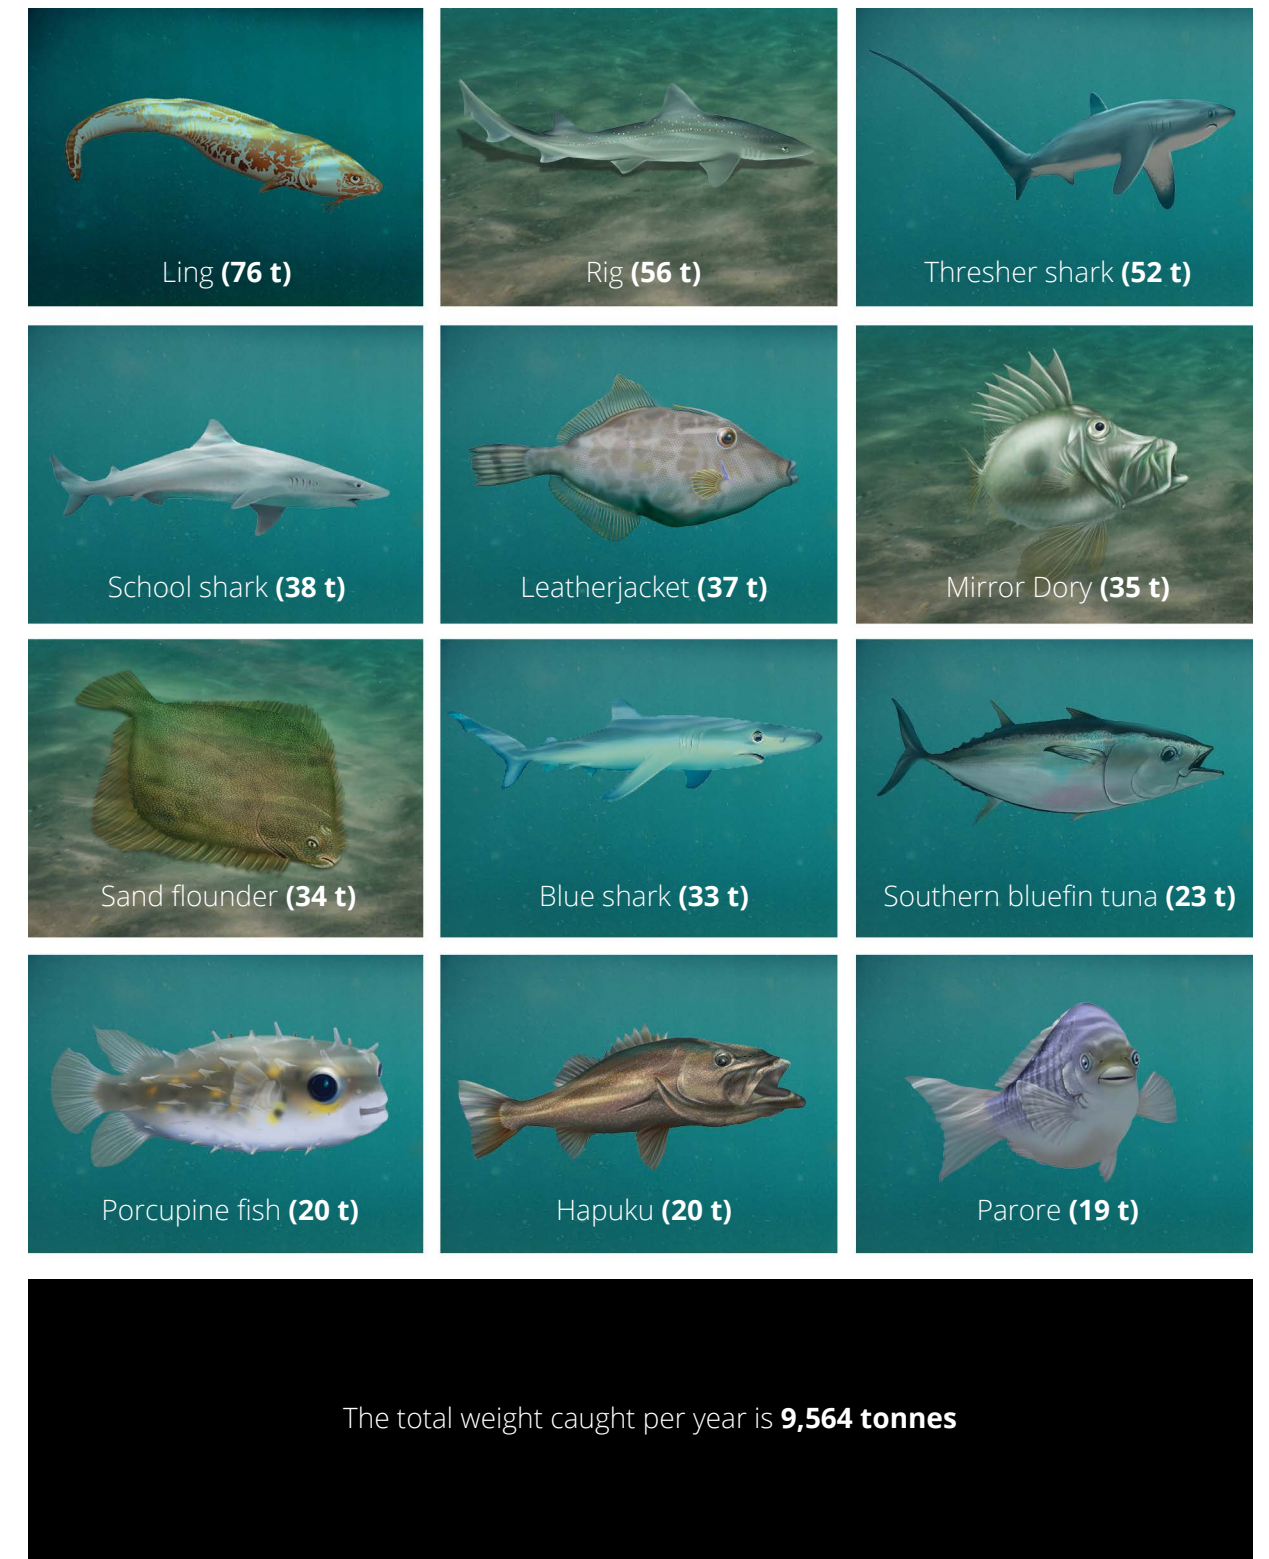 Ling (76 t)
Rig (56 t)
Thresher shark (52 t)
School shark (38 t)
Leatherjacket (37 t)
Mirror Dory (35 t)
Sand flounder (34 t)
Blue shark (33 t)
Southern bluefin tuna (23 t)
Porcupine fish (20 t)
Hapuku (20 t)
Parore (19 t)
The total weight caught per year is 9,564 tonnes